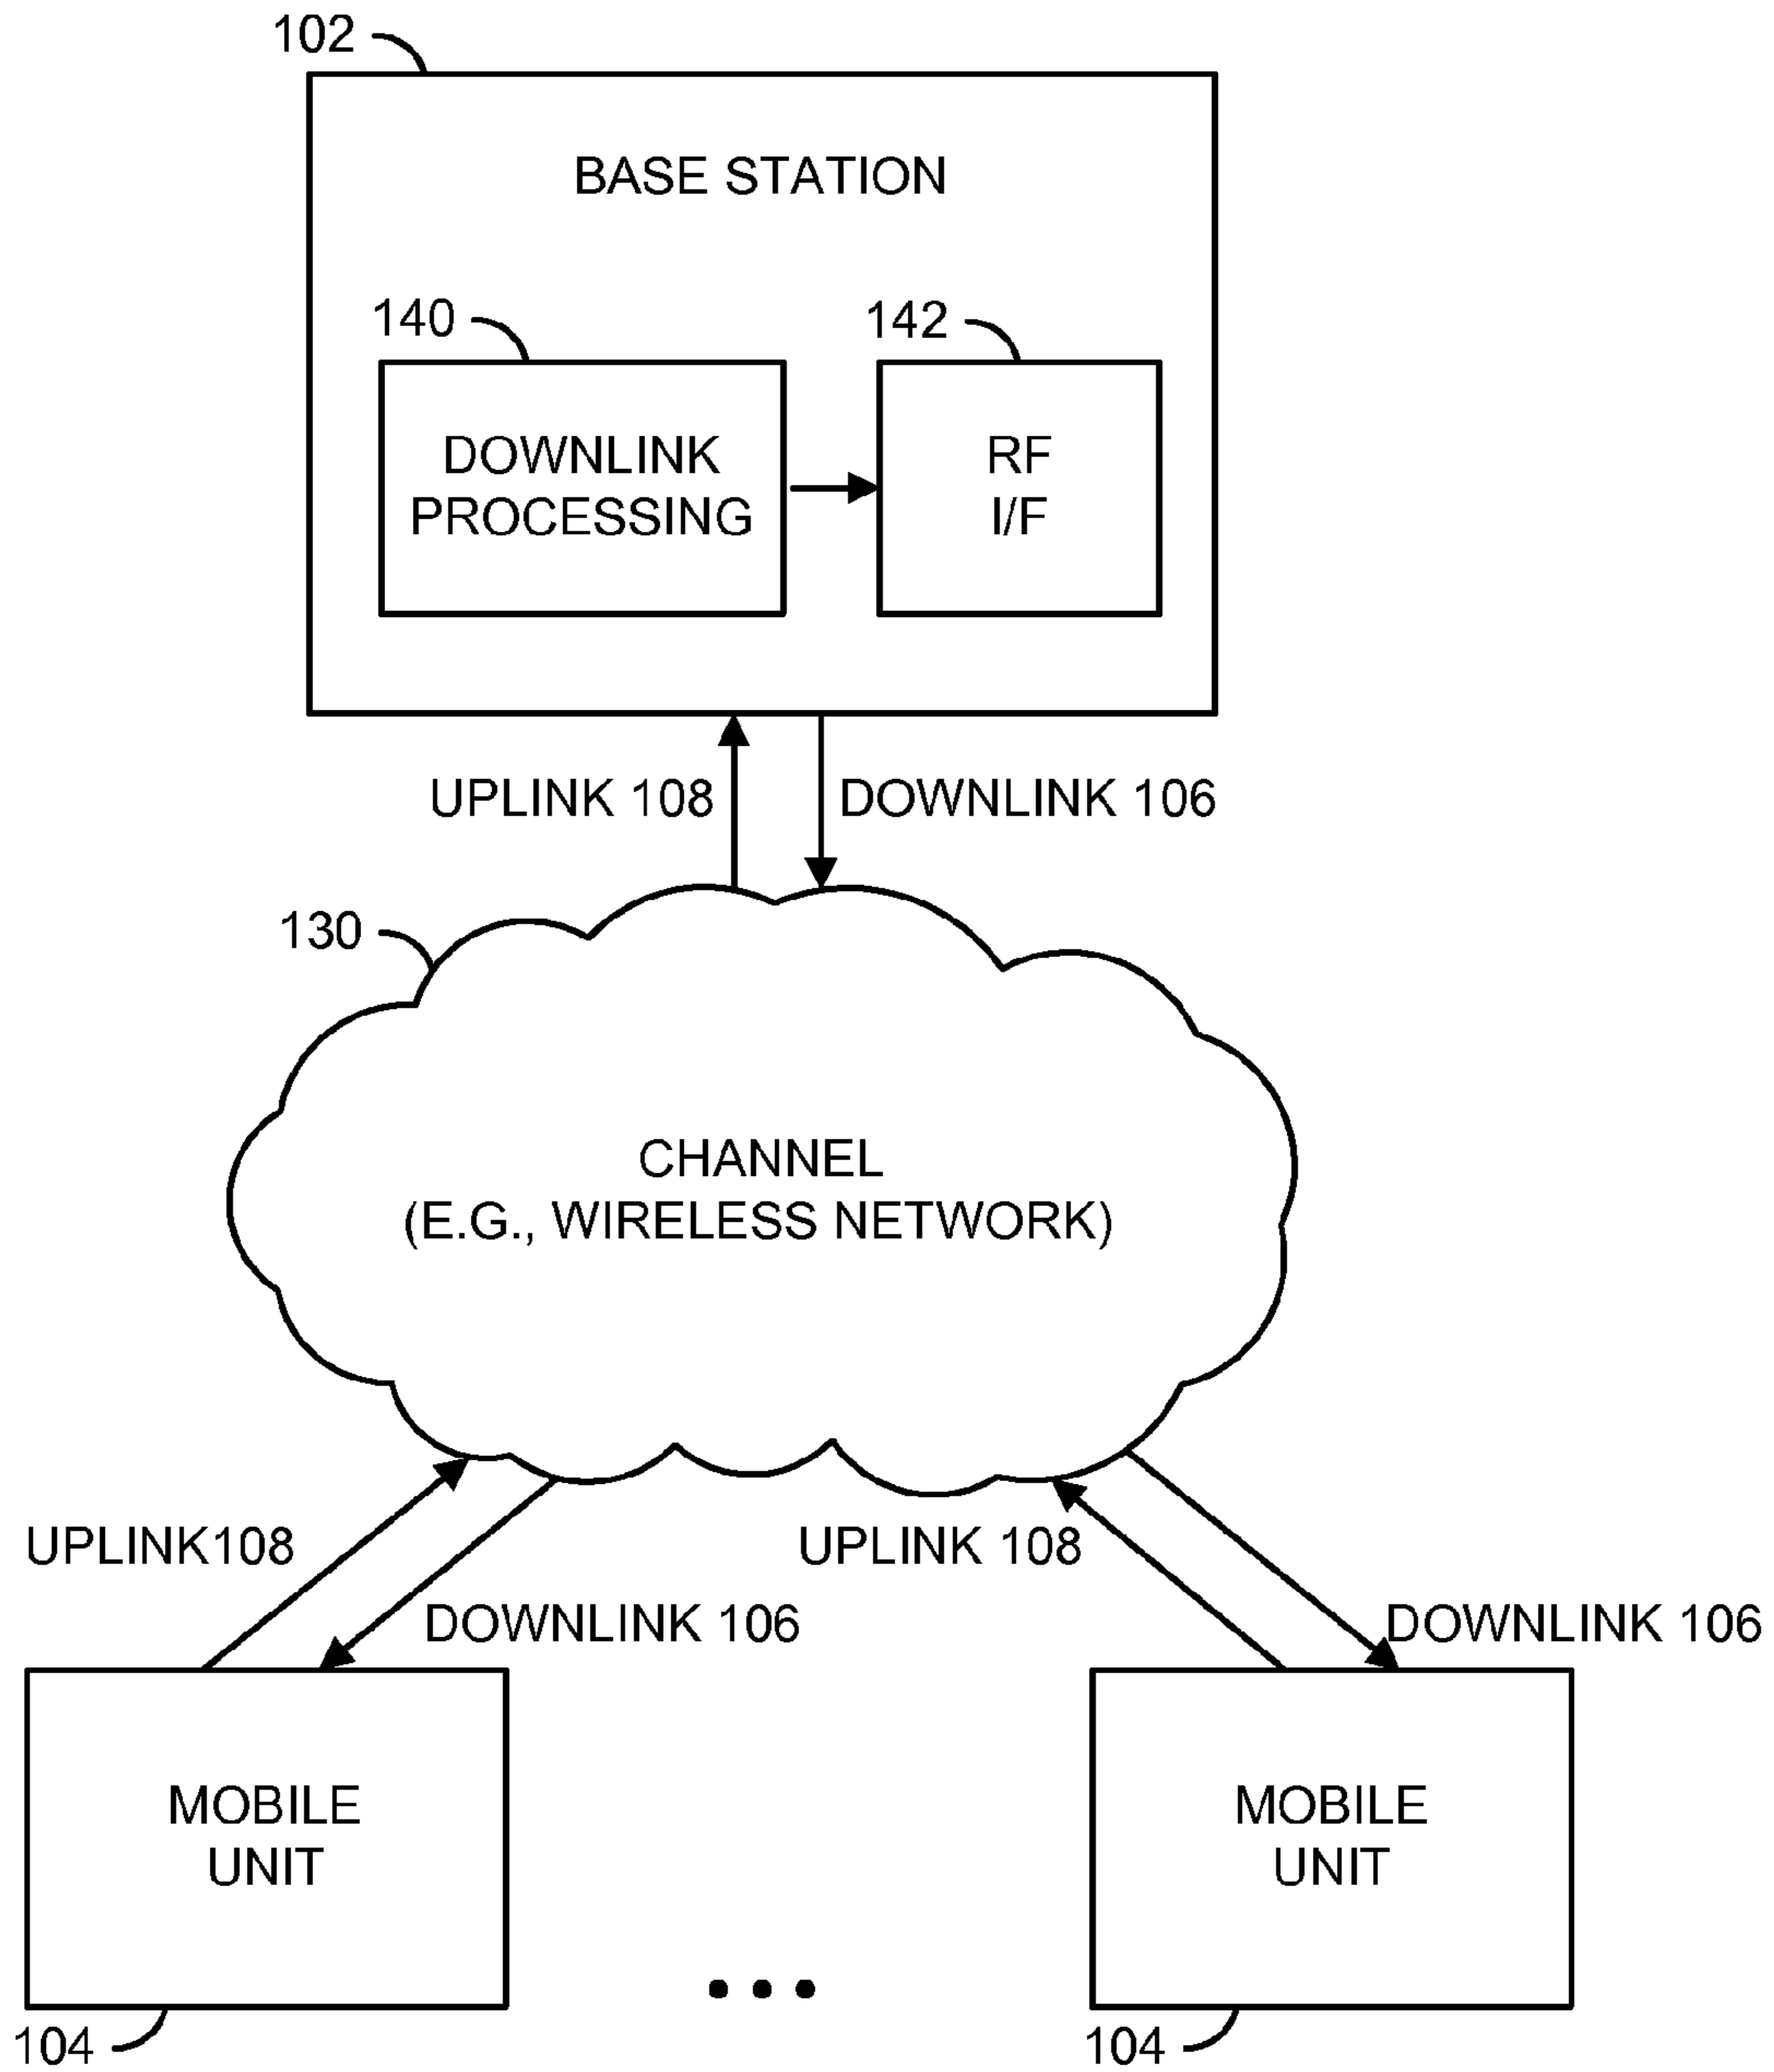 102
BASE STATION
140
142
DOWNLINK
PROCESSING
RF
I/F
UPLINK 108
DOWNLINK 106
130
CHANNEL
(E.G., WIRELESS NETWORK)
UPLINK108
UPLINK 108
DOWNLINK 106
DOWNLINK 106
MOBILE
UNIT
MOBILE
UNIT
104
104